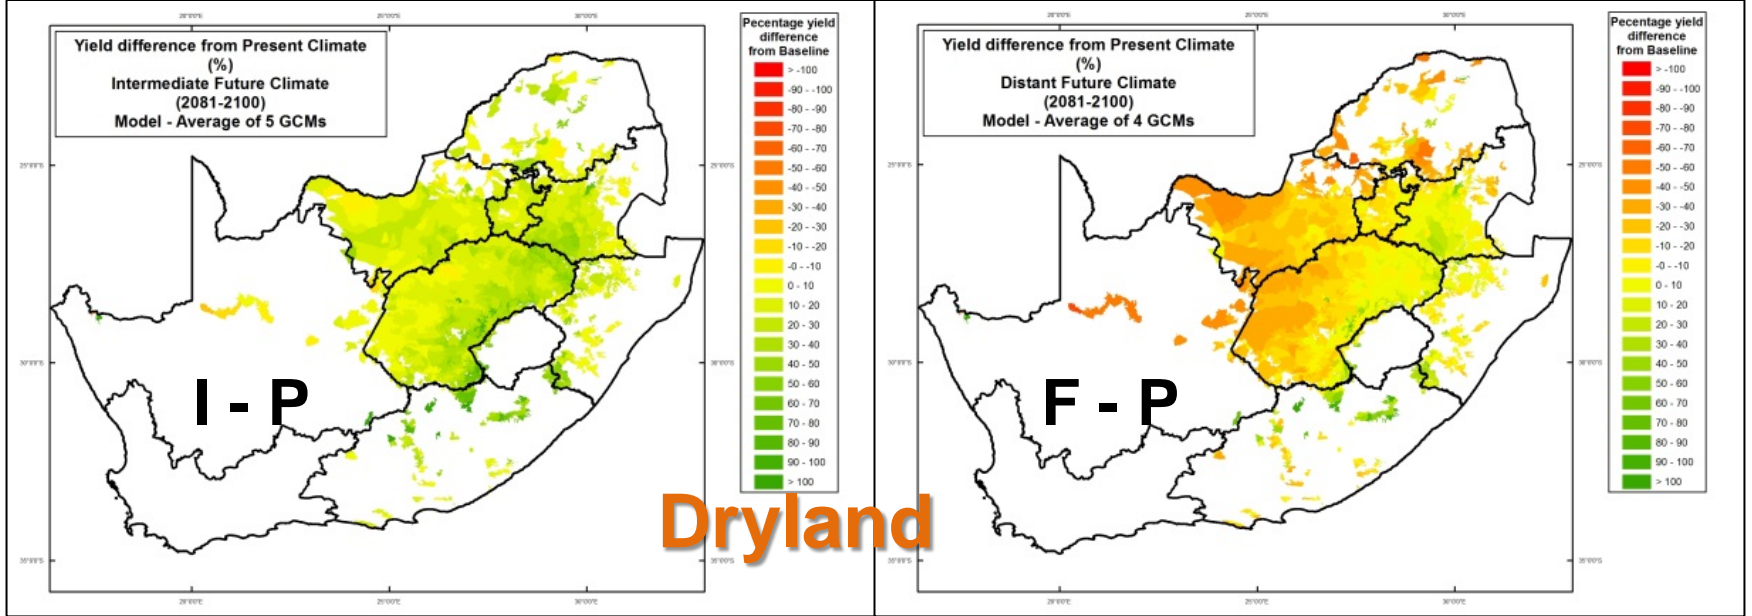 Yield difference from Present Climate
(%)
Intermediate Future Climate
(2081-2100)
Model - Average of 5 GCMs
Pecentage yield
difference
from Baseline
> -100
-90 - -100
-80 - -90
-70 - -80
-60 - -70
-50 - -60
-40 - -50
-30 - -40
-20 - -30
-10 - -20
-0 - -10
0 - 10
10 - 20
20 - 30
30 - 40
40 - 50
50 - 60
60 - 70
70 - 80
80 - 90
90 - 100
> 100
I - P
Yield difference from Present Climate
(%)
Distant Future Climate
(2081-2100)
Model - Average of 4 GCMs
Pecentage yield
difference
from Baseline
> -100
-90 - -100
-80 - -90
-70 - -80
-60 - -70
-50 - -60
-40 - -50
-30 - -40
-20 - -30
-10 - -20
-0 - -10
0 - 10
10 - 20
20 - 30
30 - 40
40 - 50
50 - 60
60 - 70
70 - 80
80 - 90
90 - 100
> 100
F - P
Dryland